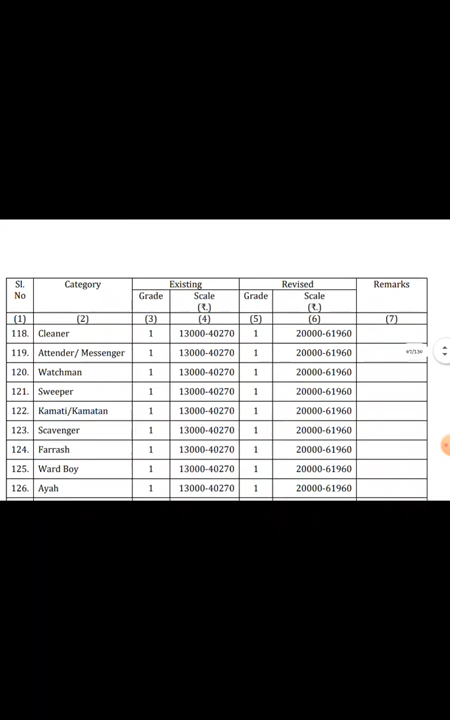 Sl. No Category Existing Revised Remarks
Grade Scale (₹.) Grade Scale (₹.)
(1) (2) (3) (4) (5) (6) (7)
118. Cleaner 1 13000-40270 1 20000-61960
119. Attender/ Messenger 1 13000-40270 1 20000-61960
97/130
120. Watchman 1 13000-40270 1 20000-61960
121. Sweeper 1 13000-40270 1 20000-61960
122. Kamati/Kamatan 1 13000-40270 1 20000-61960
123. Scavenger 1 13000-40270 1 20000-61960
124. Farrash 1 13000-40270 1 20000-61960
125. Ward Boy 1 13000-40270 1 20000-61960
126. Ayah 1 13000-40270 1 20000-61960